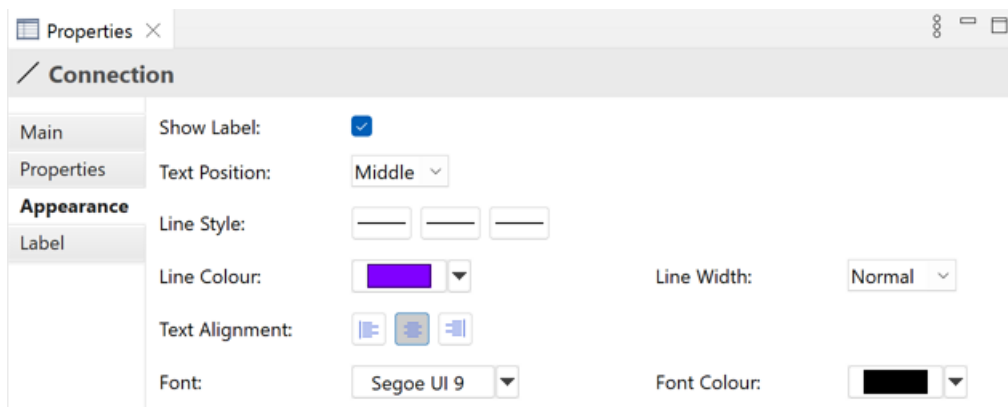 Properties
Connection
Main
Properties
Appearance
Label
Show Label:
Text Position: Middle
Line Style:
Line Colour: Line Width: Normal
Text Alignment:
Font: Segoe UI 9 Font Colour: